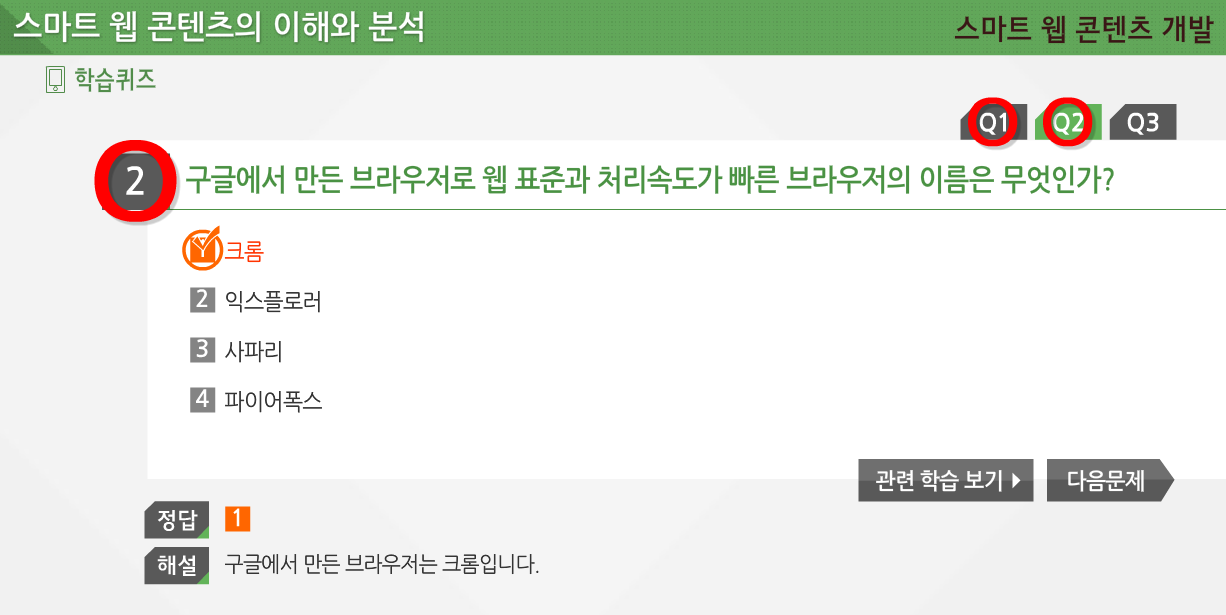 스마트 웹 콘텐츠의 이해와 분석
스마트 웹 콘텐츠 개발
학습퀴즈
Q1 Q2 Q3
2 구글에서 만든 브라우저로 웹 표준과 처리속도가 빠른 브라우저의 이름은 무엇인가?
크롬
2 익스플로러
3 사파리
4 파이어폭스
관련 학습 보기 다음문제
정답 1
해설 구글에서 만든 브라우저는 크롬입니다.